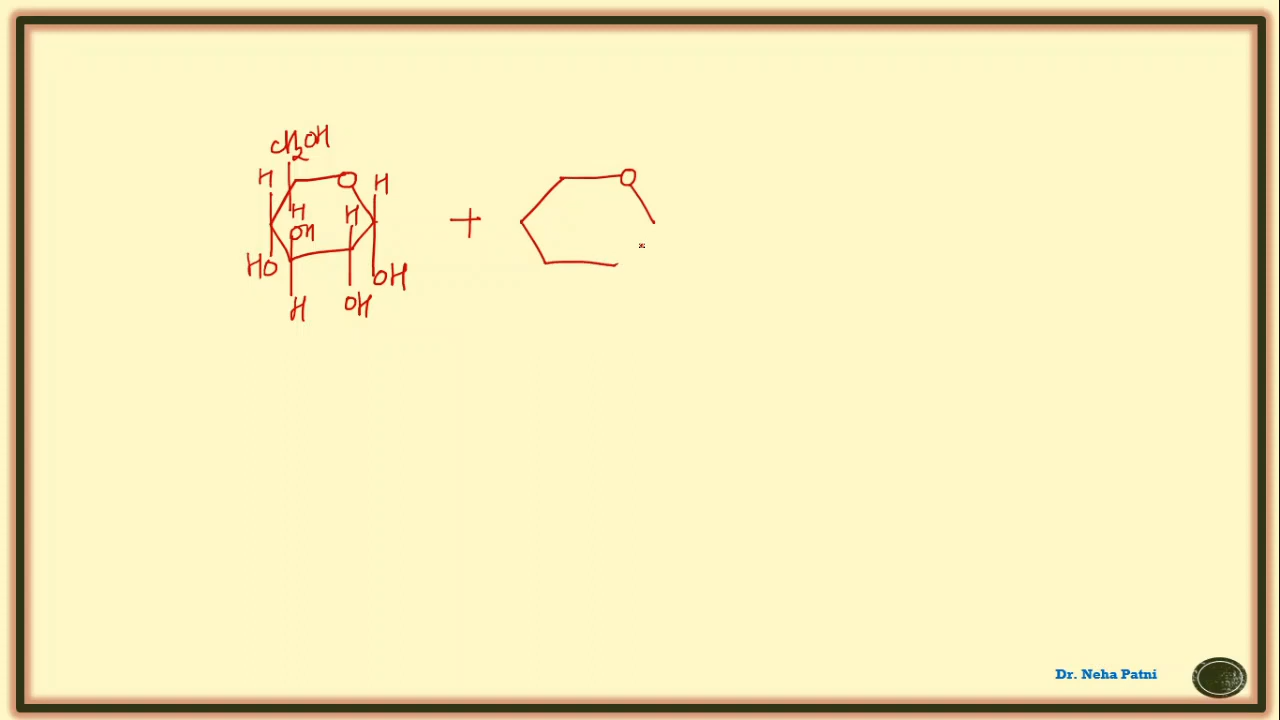 CH2OH
H O H O
H H
OH +
HO OH
H OH
Dr. Neha Patni